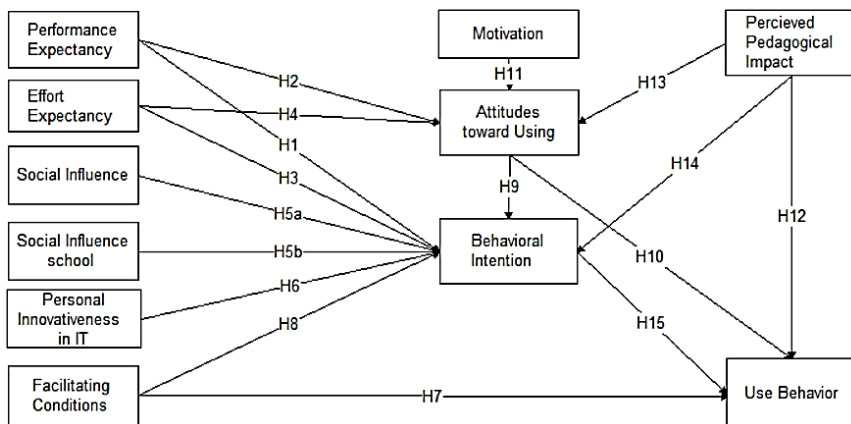 Performance
Expectancy
Motivation
Percieved
Pedagogical
Impact
H11
H2
H13
Effort
Expectancy
Attitudes
toward Using
H4
H1
H3
H9
H14
Social Influence
H5a
H12
Social Influence
school
H5b
Behavioral
Intention
H10
H6
Personal
Innovativeness
in IT
H8
H15
Facilitating
Conditions
H7
Use Behavior